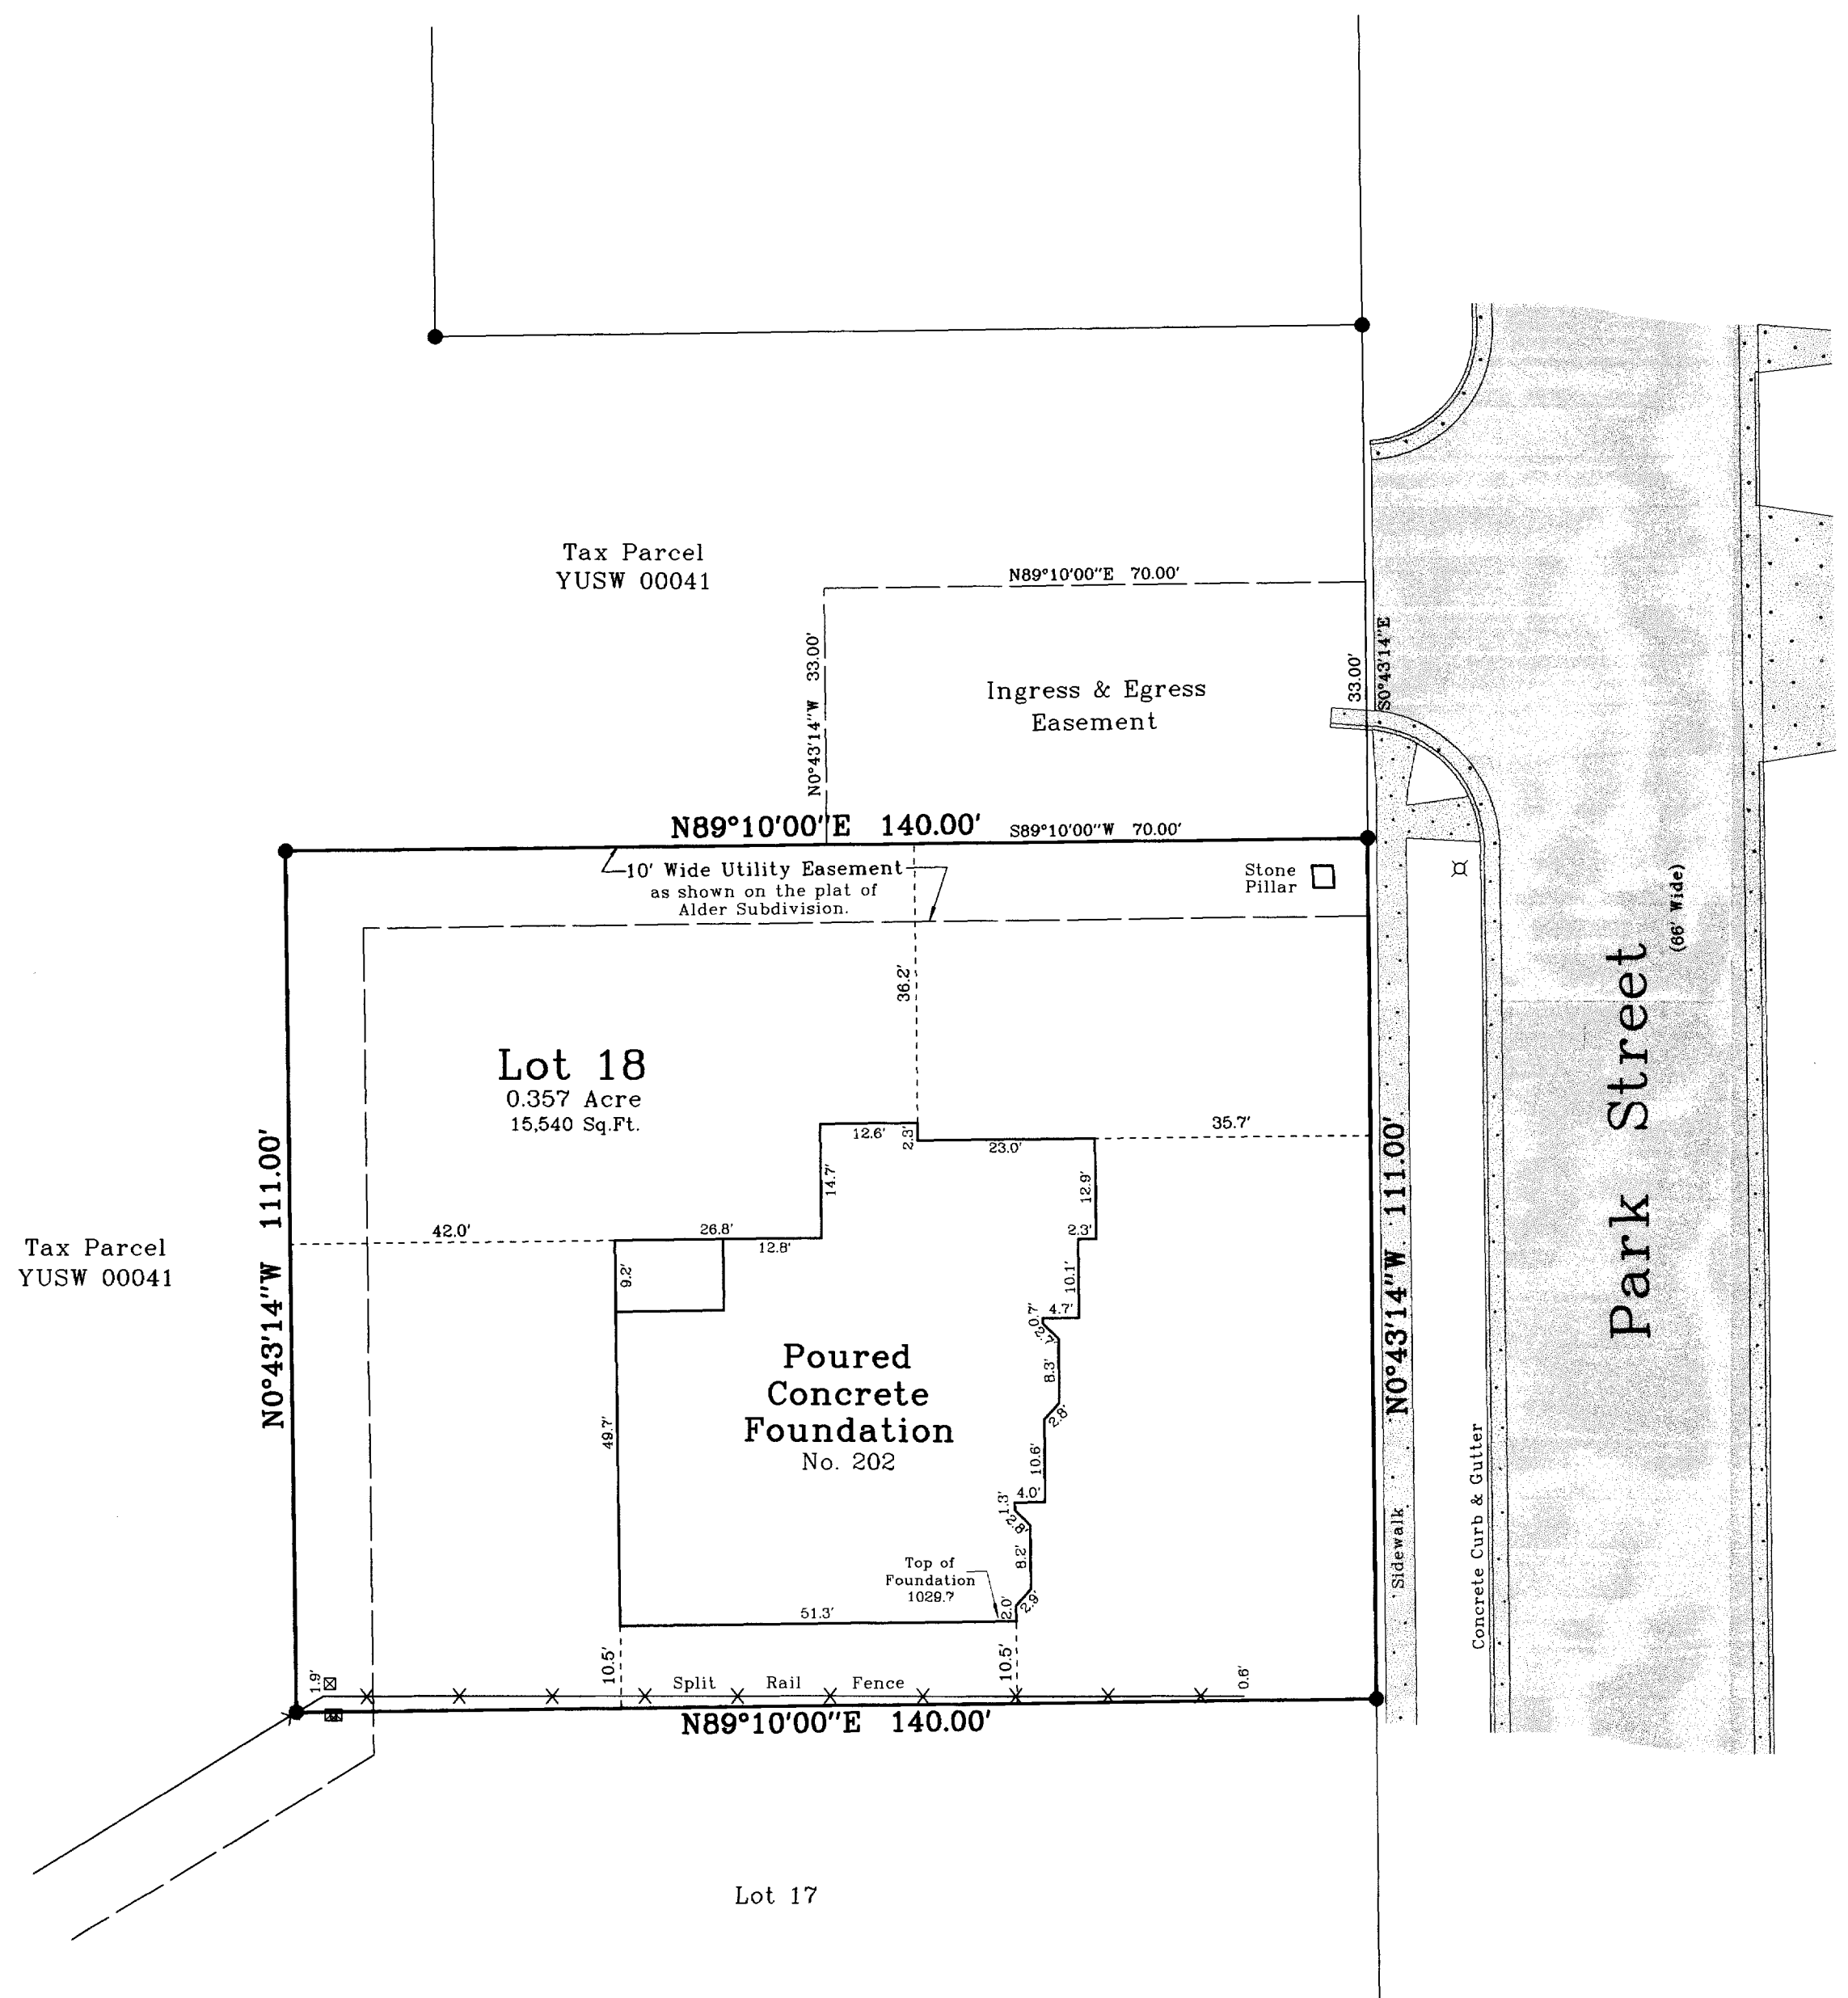 Tax Parcel
YUSW 00041
N89°10'00"E 70.00'
N0°43'14"W 33.00'
Ingress & Egress
Easement
33.00'
S0°43'14"E
N89°10'00"E 140.00'
S89°10'00"W 70.00'
10' Wide Utility Easement
as shown on the plat of
Alder Subdivision.
Stone
Pillar
Park Street
(66' Wide)
36.2'
Lot 18
0.357 Acre
15,540 Sq.Ft.
12.6'
2.3'
23.0'
35.7'
14.7'
12.9'
N0°43'14"W 111.00'
N0°43'14"W 111.00'
Tax Parcel
YUSW 00041
42.0'
26.8'
12.8'
2.3'
9.2'
10.1'
0.7'
4.7'
2.7'
8.3'
2.8'
Poured
Concrete
Foundation
No. 202
49.7'
10.6'
4.0'
1.3'
2.8'
8.2'
Top of
Foundation
1029.7
2.0'
2.9'
51.3'
Sidewalk
Concrete Curb & Gutter
10.5'
10.5'
1.9'
Split Rail Fence
0.6'
N89°10'00"E 140.00'
Lot 17